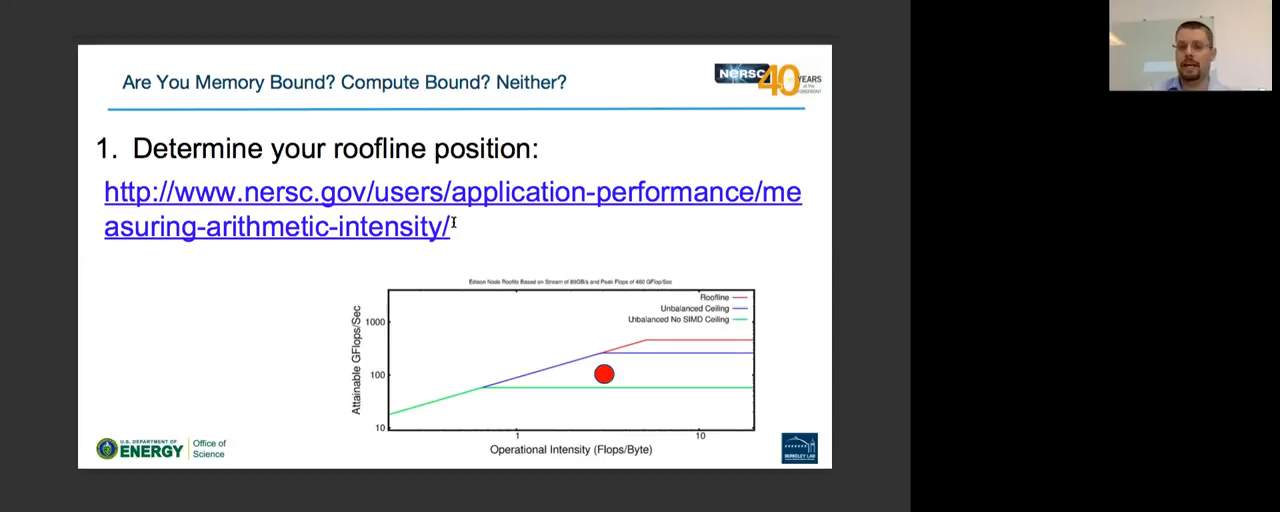 Are You Memory Bound? Compute Bound? Neither?
NERSC 40 YEARS
at the
FOREFRONT
1. Determine your roofline position:
http://www.nersc.gov/users/application-performance/me
asuring-arithmetic-intensity/
Edison Node Roofile Based on Stream of 89GB/s and Peak Flops of 460 GFlop/Sec
Roofline
Unbalanced Ceiling
Unbalanced No SIMD Ceiling
Attainable GFlops/Sec
1000
100
10
1
10
Operational Intensity (Flops/Byte)
U.S. DEPARTMENT OF
ENERGY
Office of
Science
BERKELEY LAB